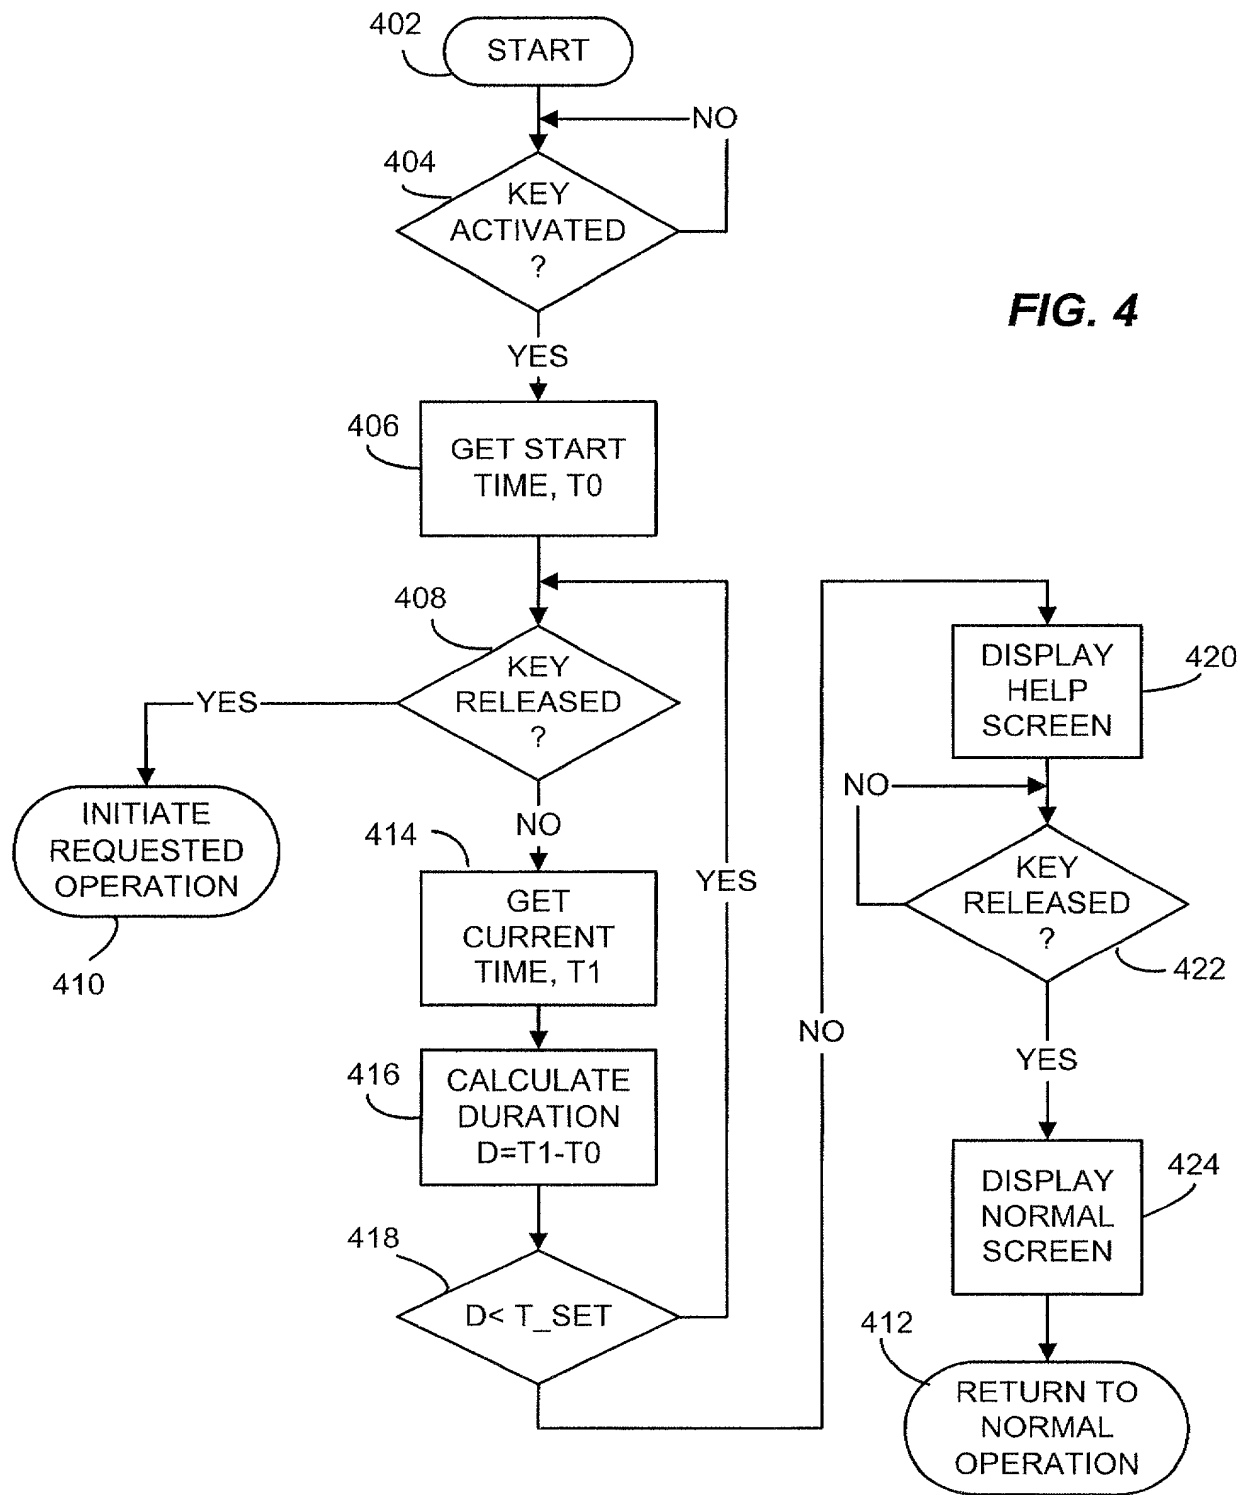 402
START
NO
404
KEY
ACTIVATED
?
FIG. 4
YES
406
GET START
TIME, T0
408
KEY
RELEASED
?
YES
INITIATE
REQUESTED
OPERATION
410
NO
414
GET
CURRENT
TIME, T1
YES
416
CALCULATE
DURATION
D=T1-T0
418
D< T_SET
NO
DISPLAY
HELP
SCREEN
420
NO
KEY
RELEASED
?
422
YES
DISPLAY
NORMAL
SCREEN
424
412
RETURN TO
NORMAL
OPERATION